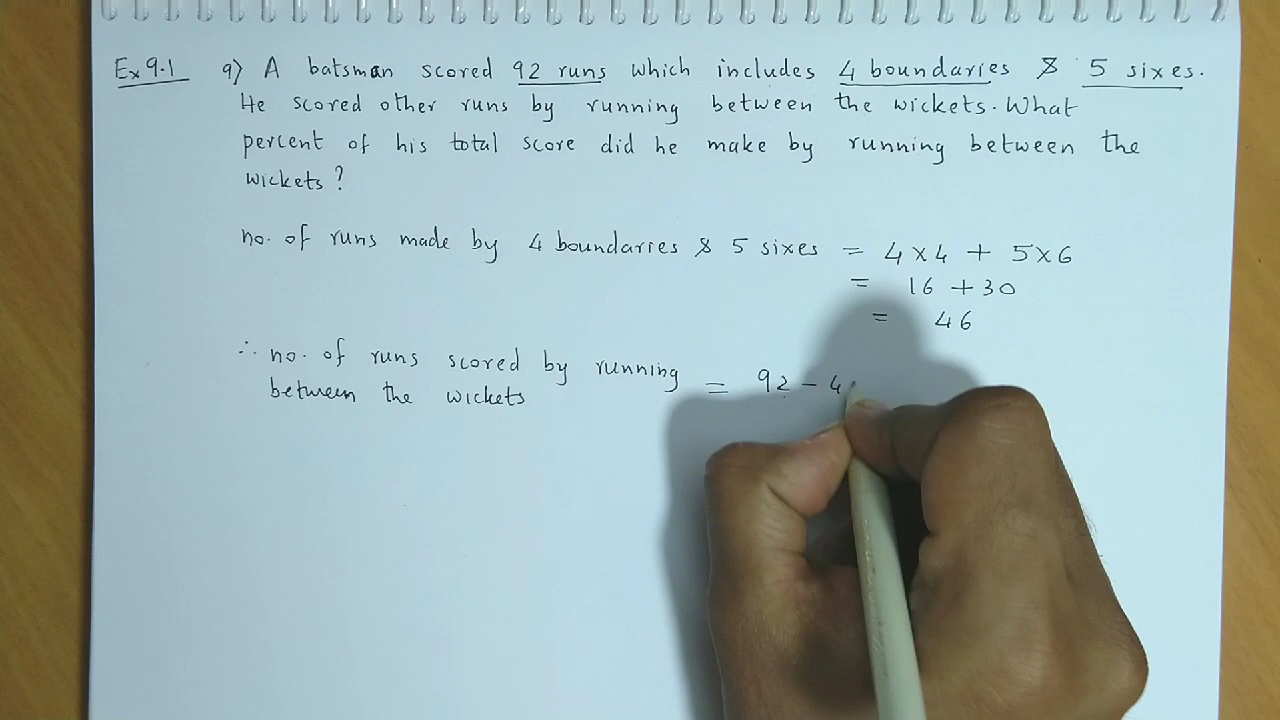 Ex 9.1 9) A batsman scored 92 runs which includes 4 boundaries & 5 sixes.
He scored other runs by running between the wickets. What
percent of his total score did he make by running between the
wickets?
no. of runs made by 4 boundaries & 5 sixes = 4 x 4 + 5 x 6
= 16 + 30
= 46
∴ no. of runs scored by running
between the wickets = 92 - 4